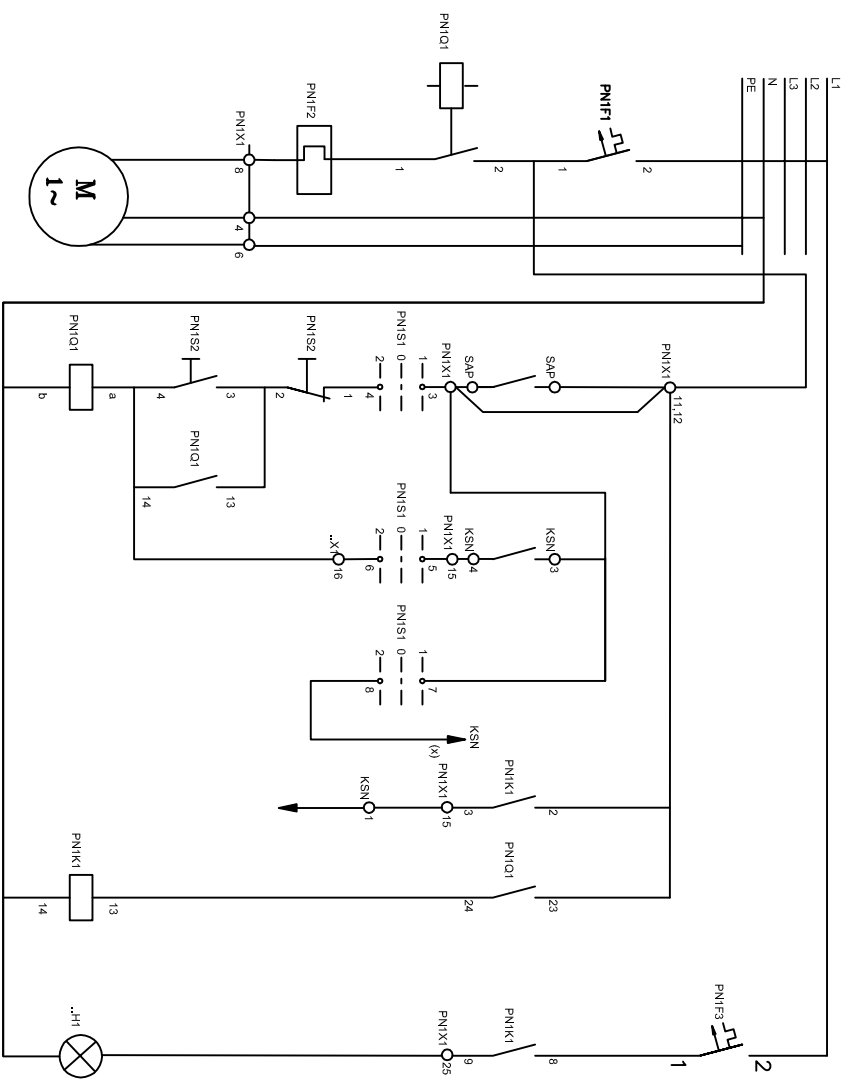 L1
L2
L3
N
PE
PN1F1
2
1
PN1Q1
2
1
PN1F2
PN1X1
8
4
6
M
1~
PN1X1
11,12
SAP
SAP
PN1X1
PN1S1
1
0
2
3
4
PN1S2
1
2
PN1S2
3
4
PN1Q1
13
14
PN1Q1
a
b
KSN
3
KSN
4
PN1X1
15
PN1S1
1
0
2
5
6
..X1
16
PN1S1
1
0
2
7
8
KSN
(x)
PN1K1
2
3
PN1X1
15
KSN
1
PN1Q1
23
24
PN1K1
13
14
PN1F3
2
1
PN1K1
8
9
PN1X1
25
..H1